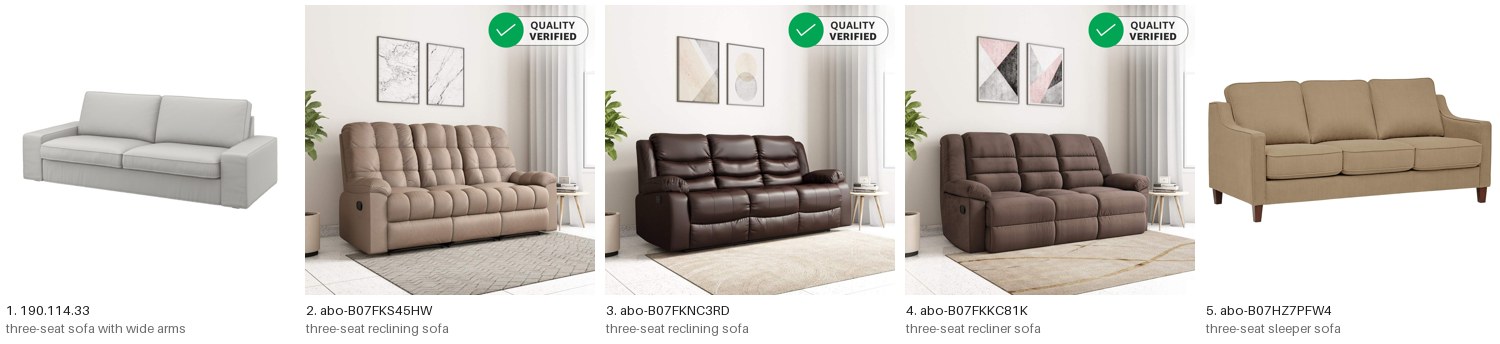 QUALITY
VERIFIED
QUALITY
VERIFIED
QUALITY
VERIFIED
1. 190.114.33
three-seat sofa with wide arms
2. abo-B07FKS45HW
three-seat reclining sofa
3. abo-B07FKNC3RD
three-seat reclining sofa
4. abo-B07FKKC81K
three-seat recliner sofa
5. abo-B07HZ7PFW4
three-seat sleeper sofa